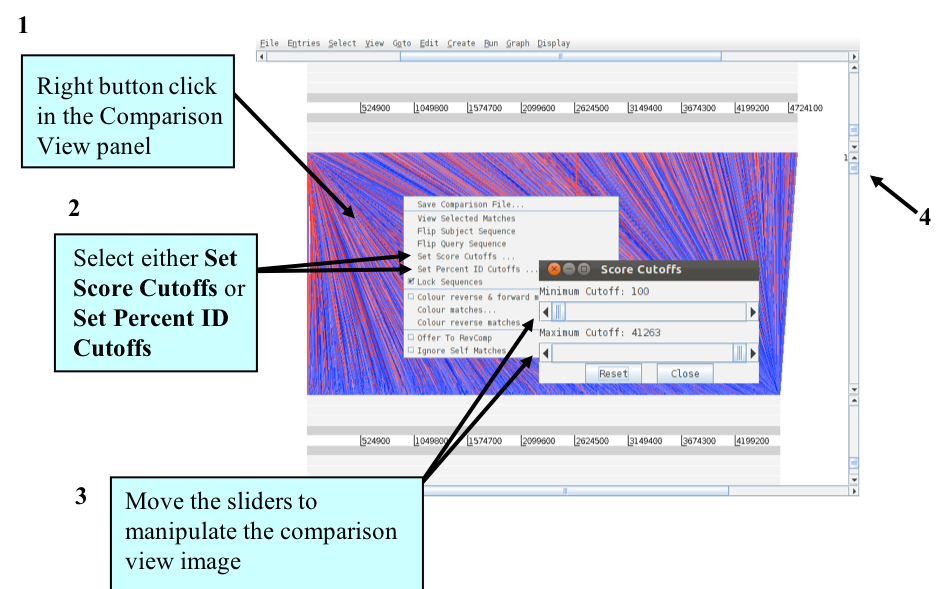 1
File Entries Select View Goto Edit Create Run Graph Display
Right button click
in the Comparison
View panel
524900 1049800 1574700 2099600 2624500 3149400 3674300 4199200 4724100
1
4
2
Select either Set
Score Cutoffs or
Set Percent ID
Cutoffs
Save Comparison File...
View Selected Matches
Flip Subject Sequence
Flip Query Sequence
Set Score Cutoffs ...
Set Percent ID Cutoffs ...
Lock Sequences
Colour reverse & forward m
Colour matches...
Colour reverse matches
Offer To RevComp
Ignore Self Matches
Score Cutoffs
Minimum Cutoff: 100
Maximum Cutoff: 41263
Reset Close
524900 1049800 1574700 2099600 2624500 3149400 3674300 4199200
3
Move the sliders to
manipulate the comparison
view image